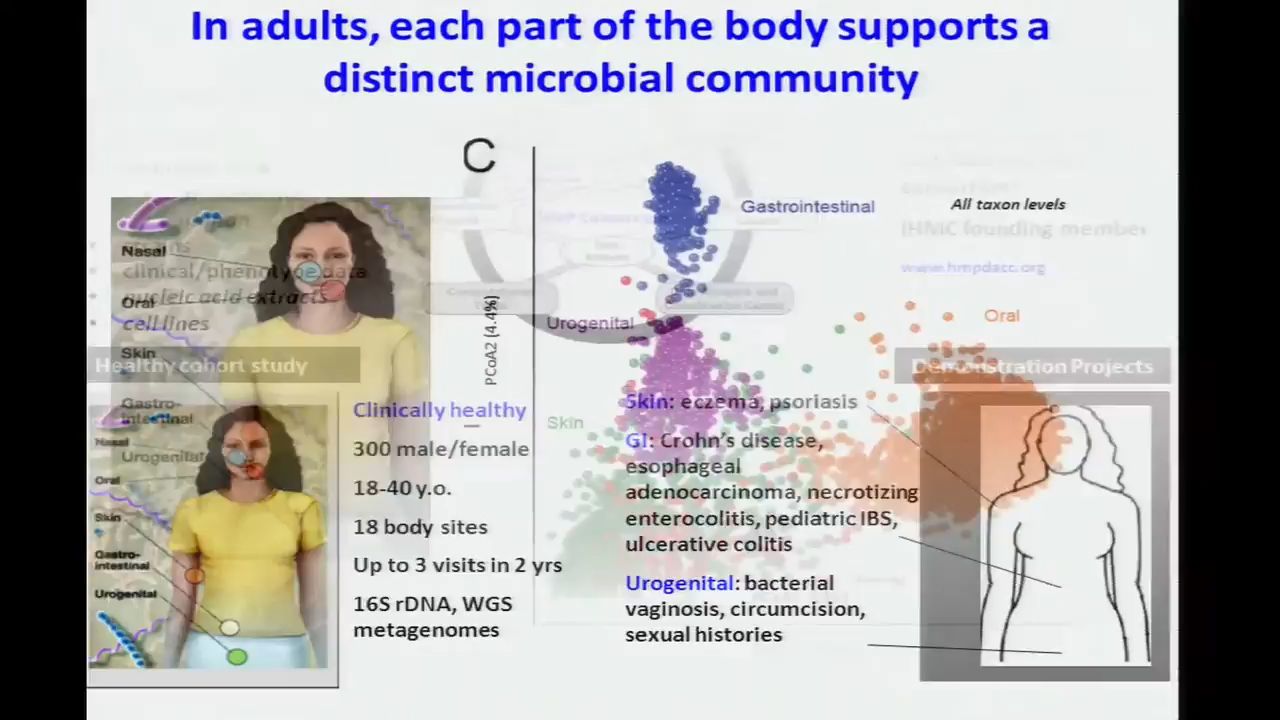 In adults, each part of the body supports a
distinct microbial community
C
Gastrointestinal
All taxon levels
IHMC founding member
www.hmpdacc.org
Nasal
clinical/phenotype data
nucleic acid extracts
Oral
cell lines
Skin
Gastro-
intestinal
Urogenital
PCoA2 (4.4%)
Urogenital
Oral
Skin
Healthy cohort study
Demonstration Projects
Nasal
Oral
Skin
Gastro-
intestinal
Urogenital
Clinically healthy
300 male/female
18-40 y.o.
18 body sites
Up to 3 visits in 2 yrs
16S rDNA, WGS
metagenomes
Skin: eczema, psoriasis
GI: Crohn's disease,
esophageal
adenocarcinoma, necrotizing
enterocolitis, pediatric IBS,
ulcerative colitis
Urogenital: bacterial
vaginosis, circumcision,
sexual histories